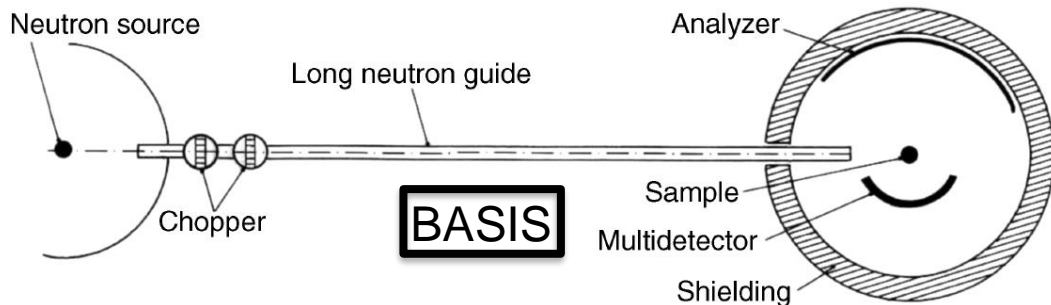 Neutron source
Analyzer
Long neutron guide
Chopper
BASIS
Sample
Multidetector
Shielding